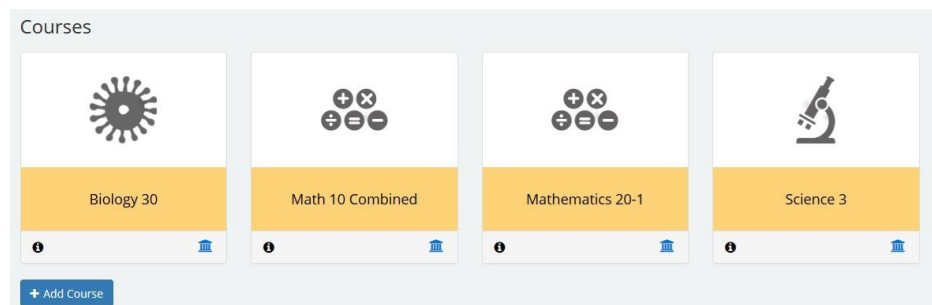 Courses
Biology 30
Math 10 Combined
Mathematics 20-1
Science 3
+ Add Course